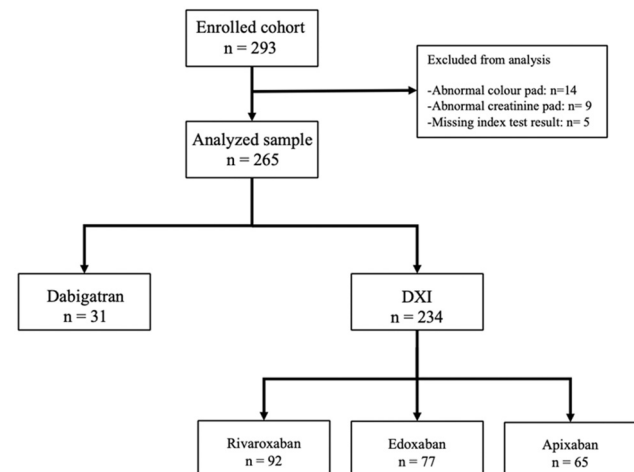 Enrolled cohort
n = 293
Excluded from analysis
-Abnormal colour pad: n=14
-Abnormal creatinine pad: n= 9
-Missing index test result: n= 5
Analyzed sample
n = 265
Dabigatran
n = 31
DXI
n = 234
Rivaroxaban
n = 92
Edoxaban
n = 77
Apixaban
n = 65